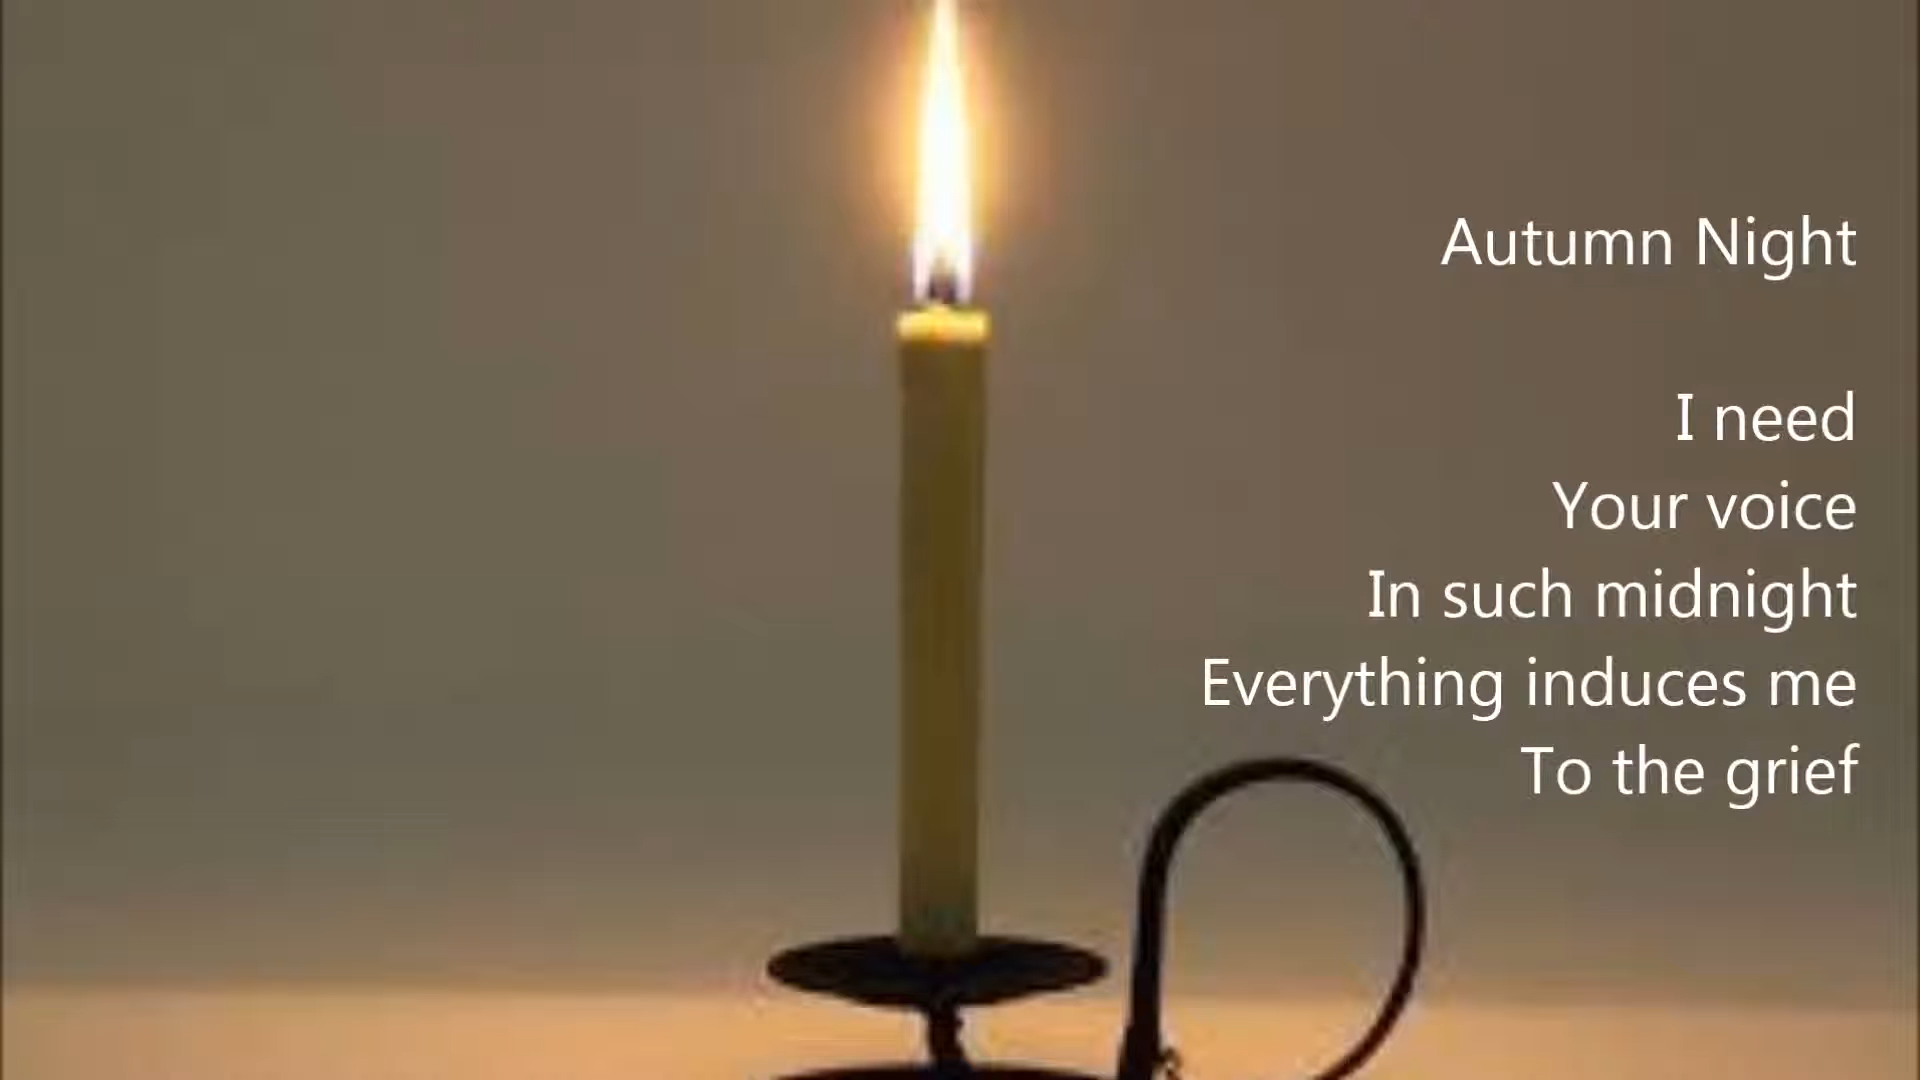 Autumn Night
I need
Your voice
In such midnight
Everything induces me
To the grief